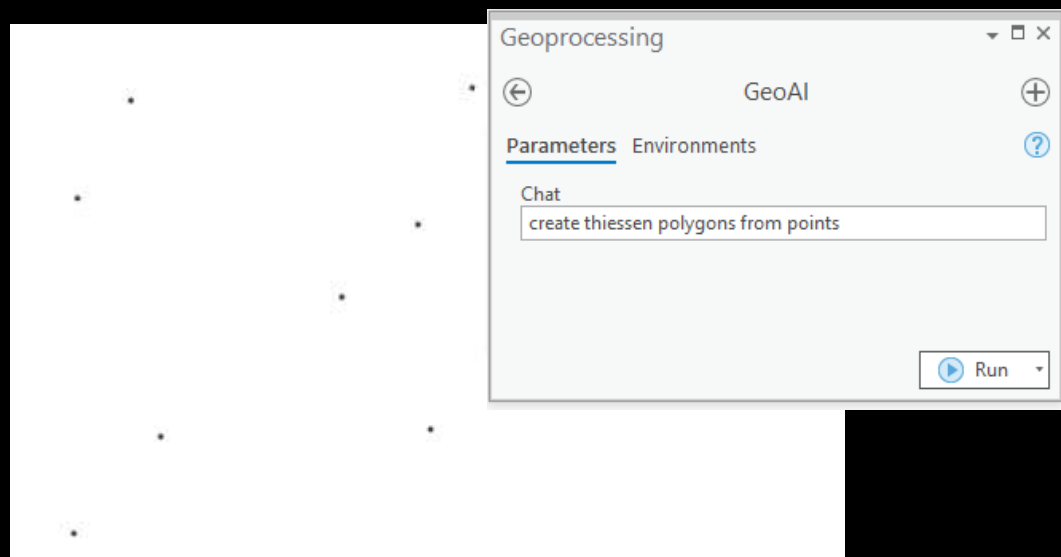 Geoprocessing
GeoAI
Parameters Environments
?
Chat
create thiessen polygons from points
Run